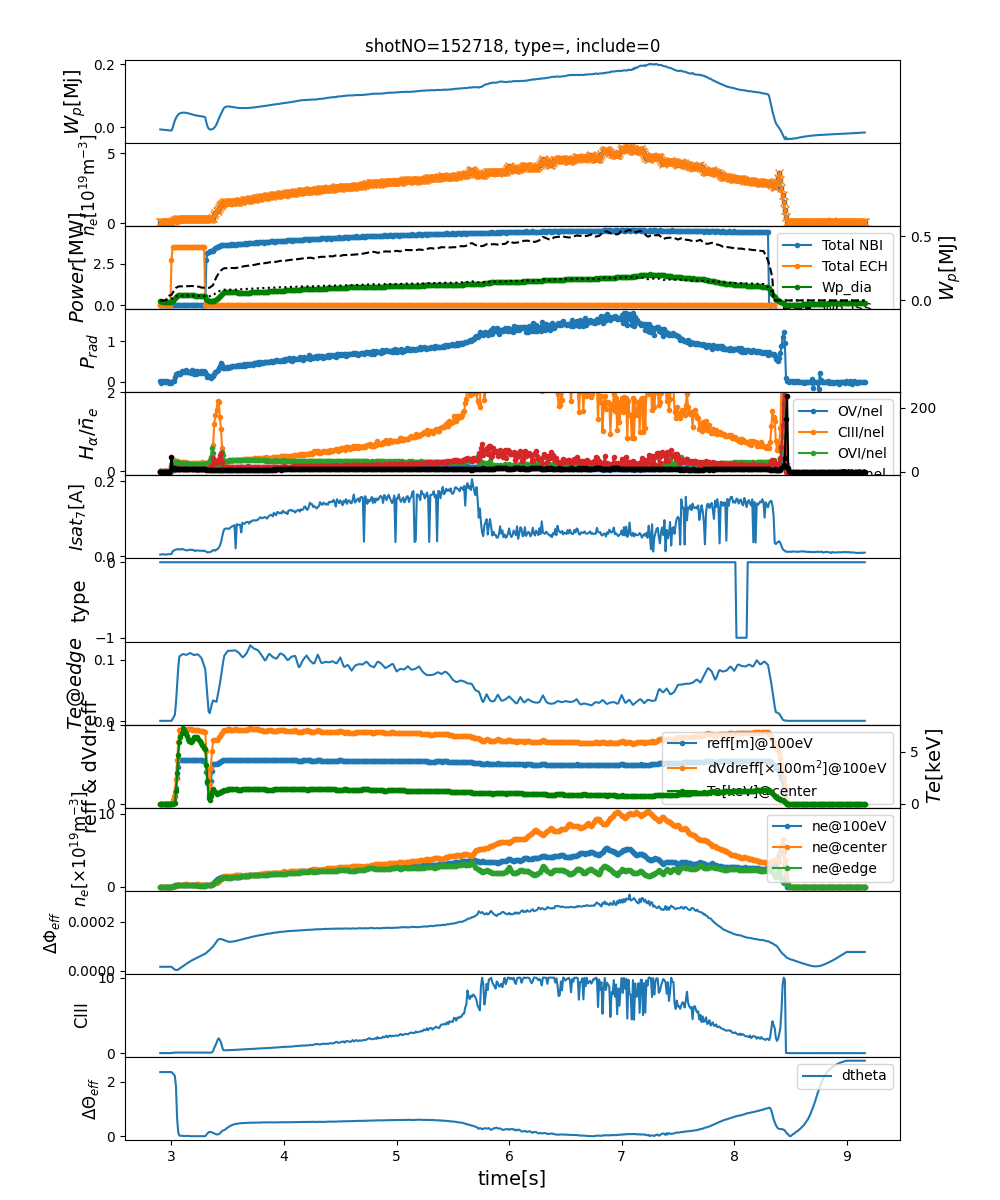 shotNO=152718, type=, include=0
W_p[MJ]
0.2
0.0
n_e[10^19m^-3]
5
0
Power[MW]
2.5
0.0
Total NBI
Total ECH
Wp_dia
0.5
0.0
W_p[MJ]
P_rad
1
0
H_α/n̄_e
2
0
OV/nel
CIII/nel
OVI/nel
200
0
Isat_7[A]
0.2
0.0
type
0
−1
Te@edge
0.1
0.0
reff & dVdreff
1
0
reff[m]@100eV
dVdreff[×100m^2]@100eV
Te[keV]@center
5
0
Te[keV]
n_e[×10^19m^-3]
10
0
ne@100eV
ne@center
ne@edge
ΔΦ_eff
0.0002
0.0000
CIII
10
0
ΔΘ_eff
2
0
dtheta
3 4 5 6 7 8 9
time[s]